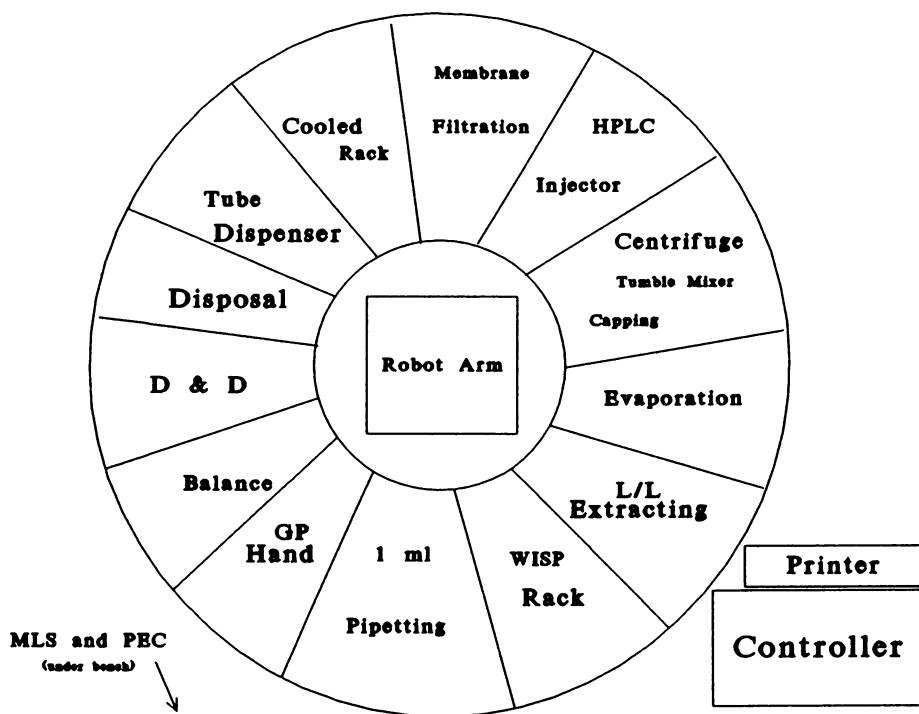 Membrane
Filtration
HPLC
Injector
Centrifuge
Tumble Mixer
Capping
Evaporation
L/L
Extracting
WISP
Rack
1 ml
Pipetting
GP
Hand
Balance
D & D
Disposal
Tube
Dispenser
Cooled
Rack
Robot Arm
Printer
Controller
MLS and PEC
(under bench)